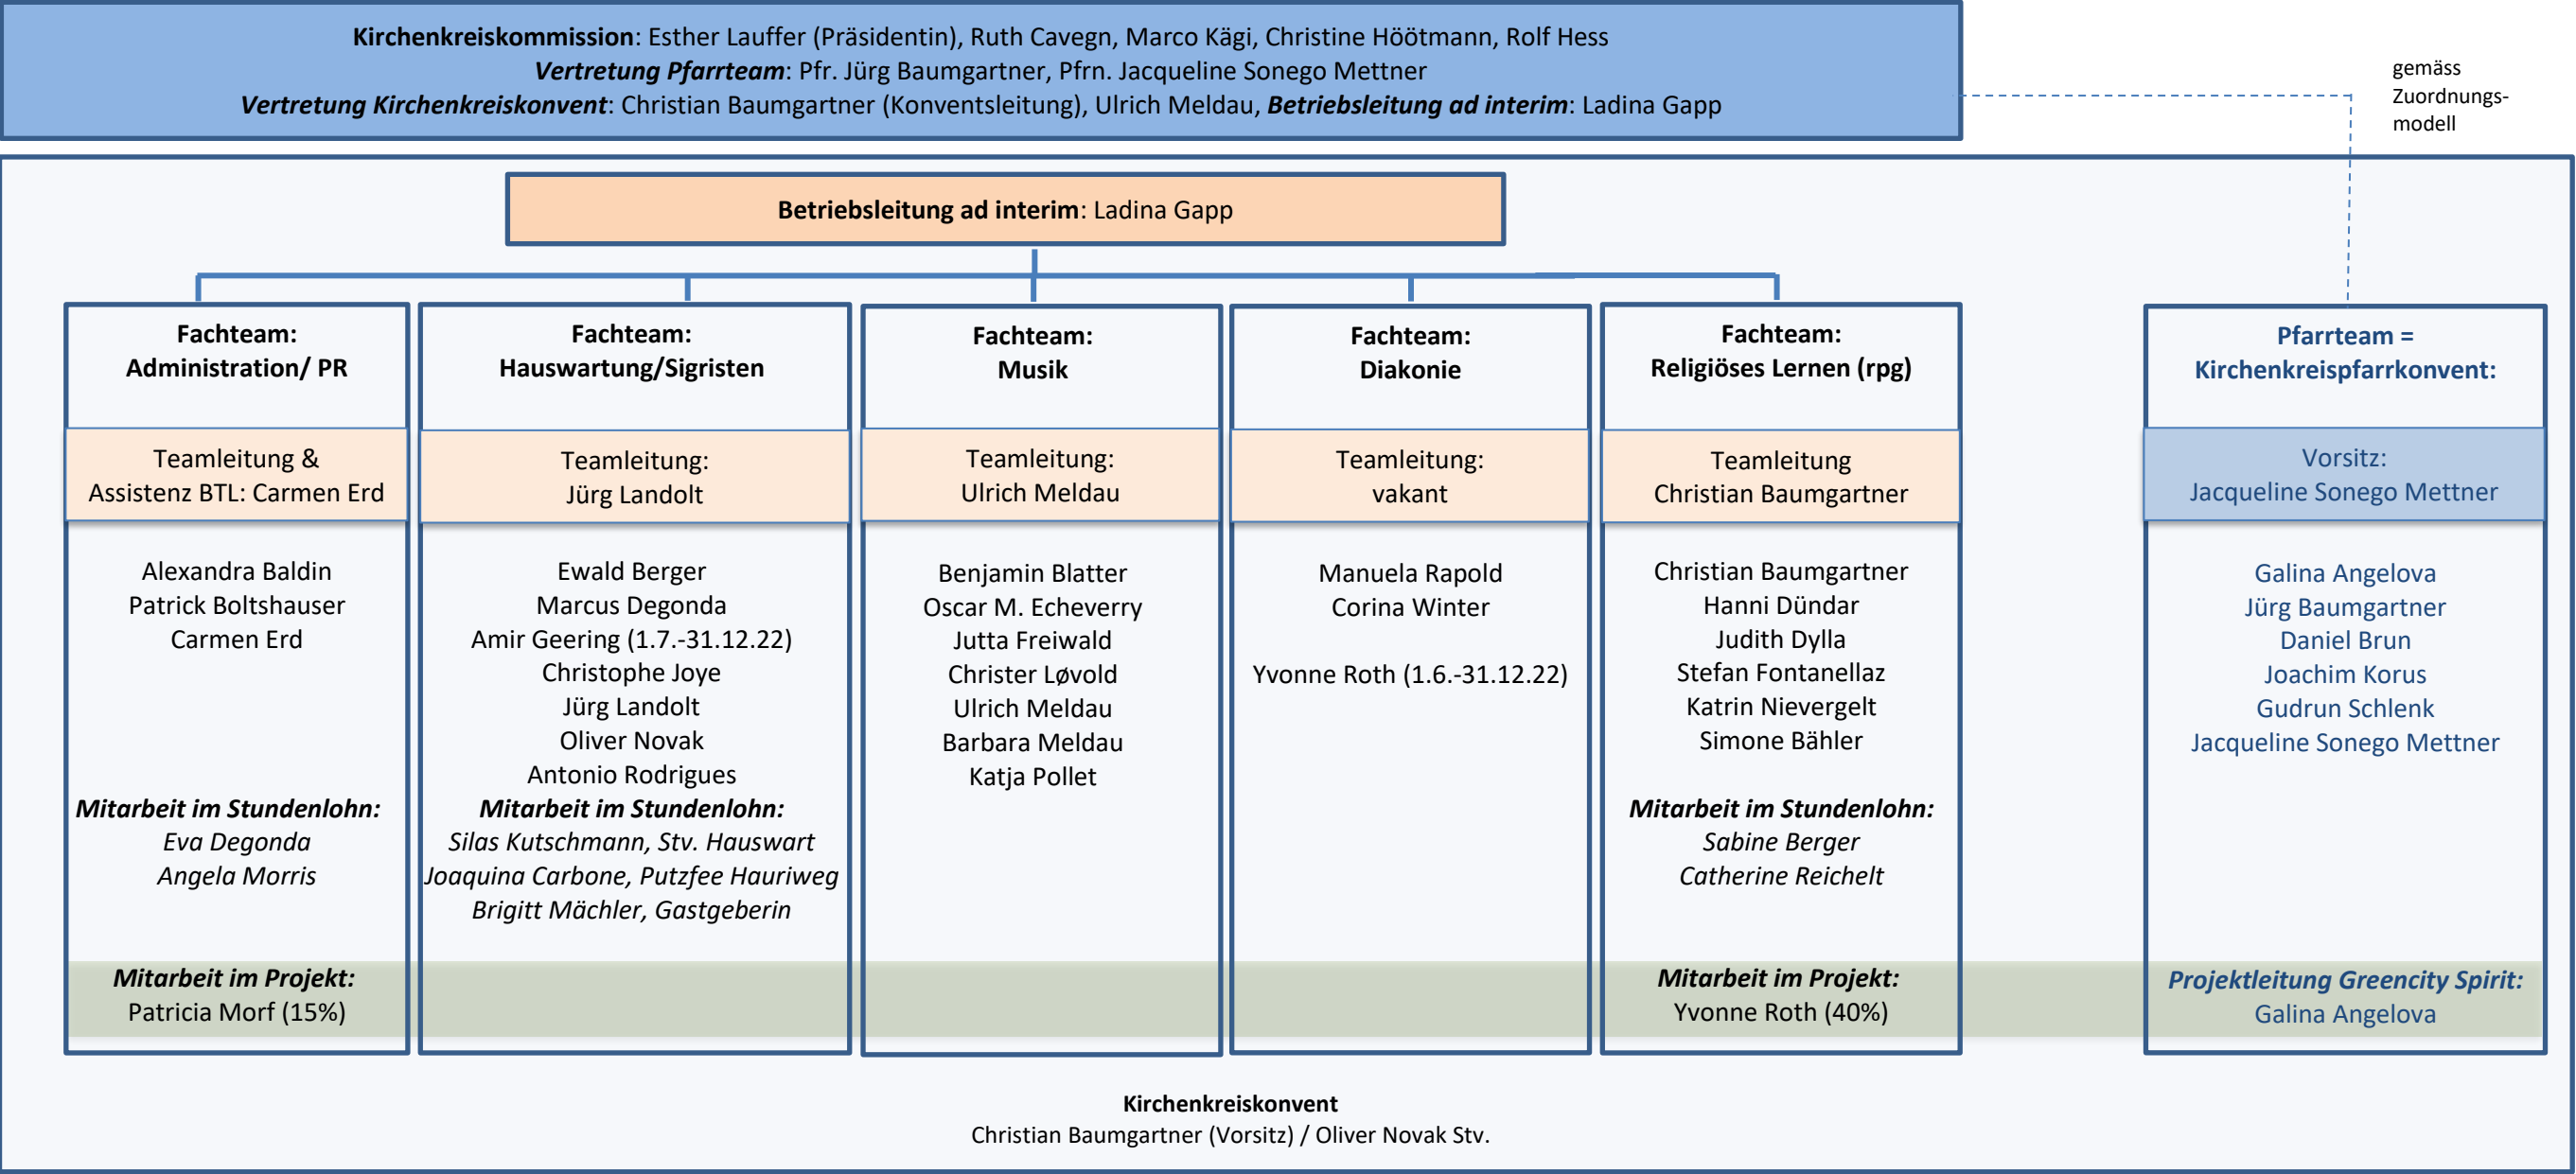 Kirchenkreiskommission: Esther Lauffer (Präsidentin), Ruth Cavegn, Marco Kägi, Christine Höötmann, Rolf Hess
Vertretung Pfarrteam: Pfr. Jürg Baumgartner, Pfrn. Jacqueline Sonego Mettner
Vertretung Kirchenkreiskonvent: Christian Baumgartner (Konventsleitung), Ulrich Meldau, Betriebsleitung ad interim: Ladina Gapp
gemäss
Zuordnungs-
modell
Betriebsleitung ad interim: Ladina Gapp
Fachteam:
Administration/ PR
Teamleitung &
Assistenz BTL: Carmen Erd
Alexandra Baldin
Patrick Boltshauser
Carmen Erd
Mitarbeit im Stundenlohn:
Eva Degonda
Angela Morris
Mitarbeit im Projekt:
Patricia Morf (15%)
Fachteam:
Hauswartung/Sigristen
Teamleitung:
Jürg Landolt
Ewald Berger
Marcus Degonda
Amir Geering (1.7.-31.12.22)
Christophe Joye
Jürg Landolt
Oliver Novak
Antonio Rodrigues
Mitarbeit im Stundenlohn:
Silas Kutschmann, Stv. Hauswart
Joaquina Carbone, Putzfee Hauriweg
Brigitt Mächler, Gastgeberin
Fachteam:
Musik
Teamleitung:
Ulrich Meldau
Benjamin Blatter
Oscar M. Echeverry
Jutta Freiwald
Christer Løvold
Ulrich Meldau
Barbara Meldau
Katja Pollet
Fachteam:
Diakonie
Teamleitung:
vakant
Manuela Rapold
Corina Winter
Yvonne Roth (1.6.-31.12.22)
Fachteam:
Religiöses Lernen (rpg)
Teamleitung
Christian Baumgartner
Christian Baumgartner
Hanni Dündar
Judith Dylla
Stefan Fontanellaz
Katrin Nievergelt
Simone Bähler
Mitarbeit im Stundenlohn:
Sabine Berger
Catherine Reichelt
Mitarbeit im Projekt:
Yvonne Roth (40%)
Pfarrteam =
Kirchenkreispfarrkonvent:
Vorsitz:
Jacqueline Sonego Mettner
Galina Angelova
Jürg Baumgartner
Daniel Brun
Joachim Korus
Gudrun Schlenk
Jacqueline Sonego Mettner
Projektleitung Greencity Spirit:
Galina Angelova
Kirchenkreiskonvent
Christian Baumgartner (Vorsitz) / Oliver Novak Stv.